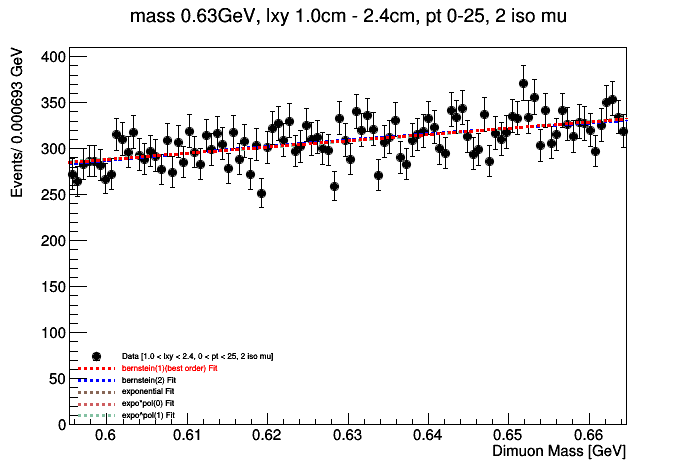 mass 0.63GeV, lxy 1.0cm - 2.4cm, pt 0-25, 2 iso mu
Events/ 0.000693 GeV
400
350
300
250
200
150
100
50
0
Data [1.0 < lxy < 2.4, 0 < pt < 25, 2 iso mu]
bernstein(1)(best order) Fit
bernstein(2) Fit
exponential Fit
expo*pol(0) Fit
expo*pol(1) Fit
0.6 0.61 0.62 0.63 0.64 0.65 0.66
Dimuon Mass [GeV]